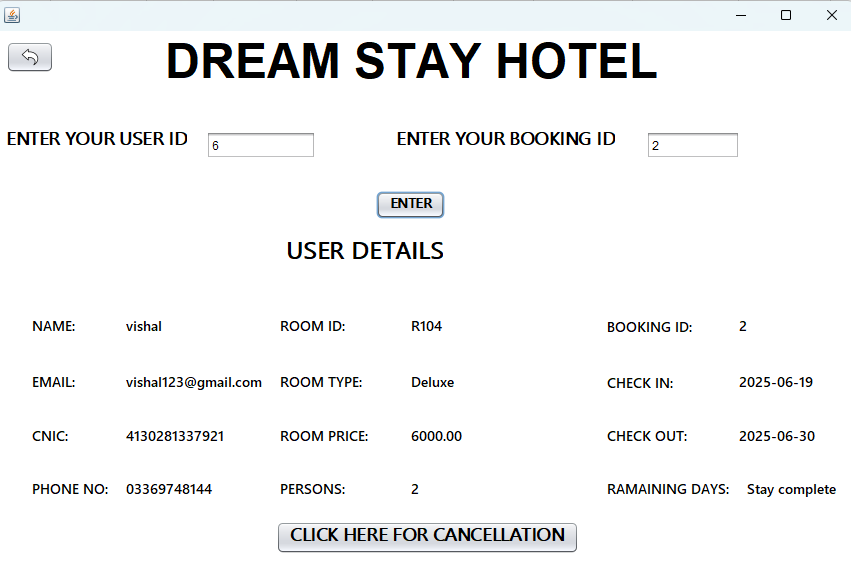 DREAM STAY HOTEL
ENTER YOUR USER ID 6 ENTER YOUR BOOKING ID 2
ENTER
USER DETAILS
NAME: vishal ROOM ID: R104 BOOKING ID: 2
EMAIL: vishal123@gmail.com ROOM TYPE: Deluxe CHECK IN: 2025-06-19
CNIC: 4130281337921 ROOM PRICE: 6000.00 CHECK OUT: 2025-06-30
PHONE NO: 03369748144 PERSONS: 2 RAMAINING DAYS: Stay complete
CLICK HERE FOR CANCELLATION